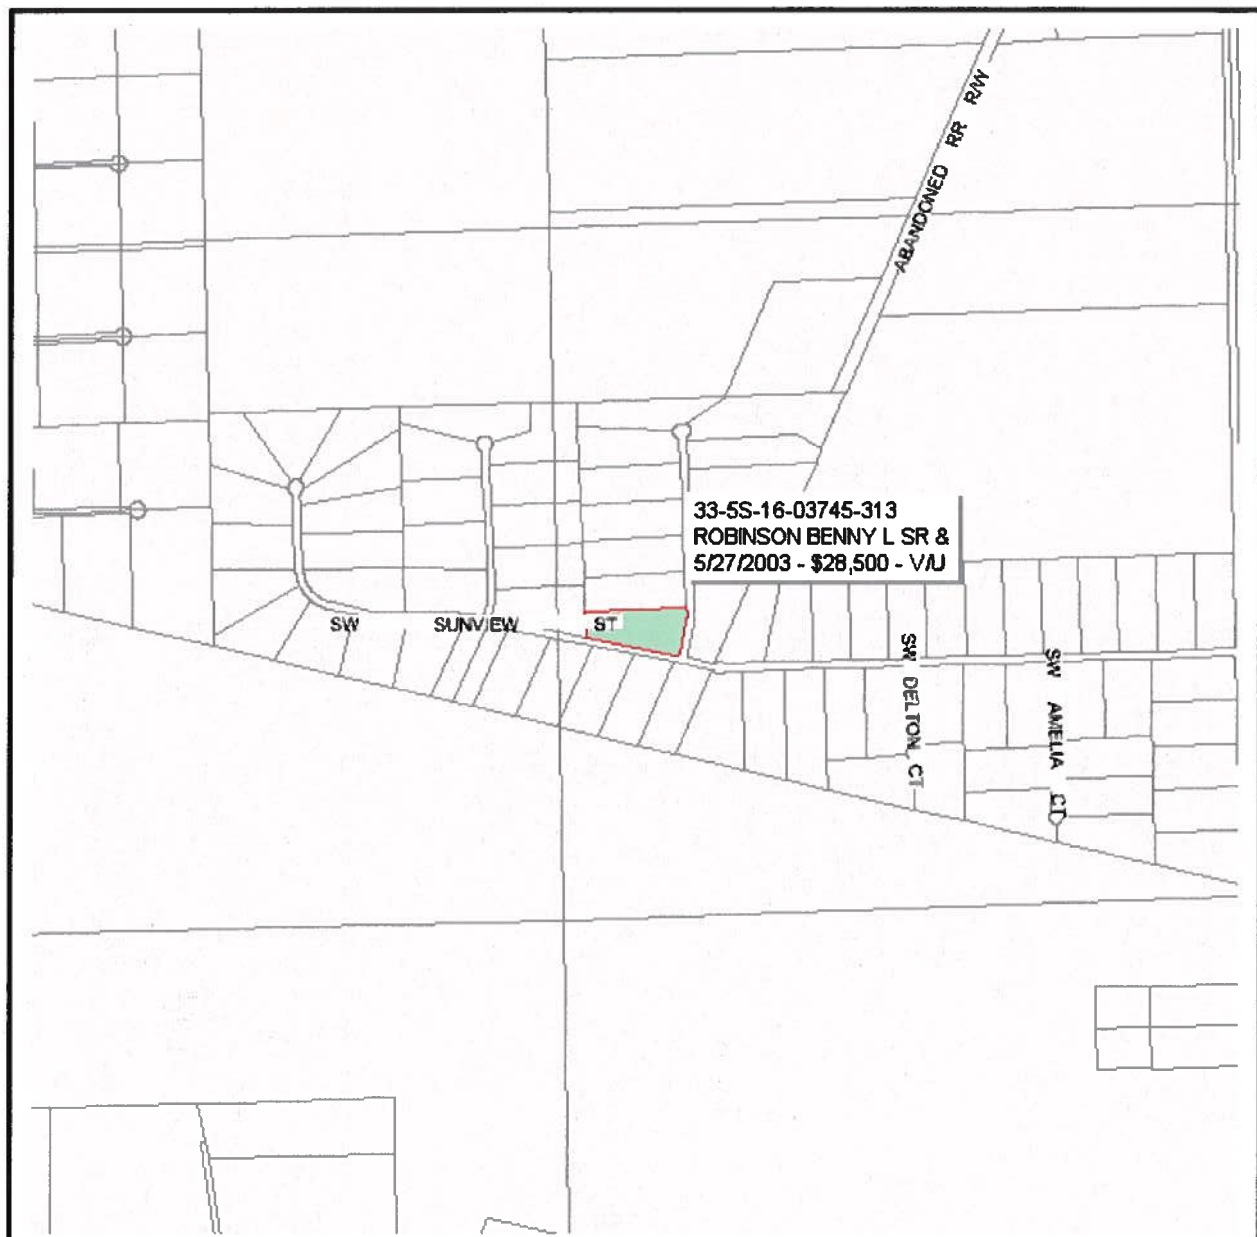 ABANDONED RR R/W
33-5S-16-03745-313
ROBINSON BENNY L SR &
5/27/2003 - $28,500 - V/U
SW SUNVIEW ST
SW DELTON CT
SW AMELIA CT